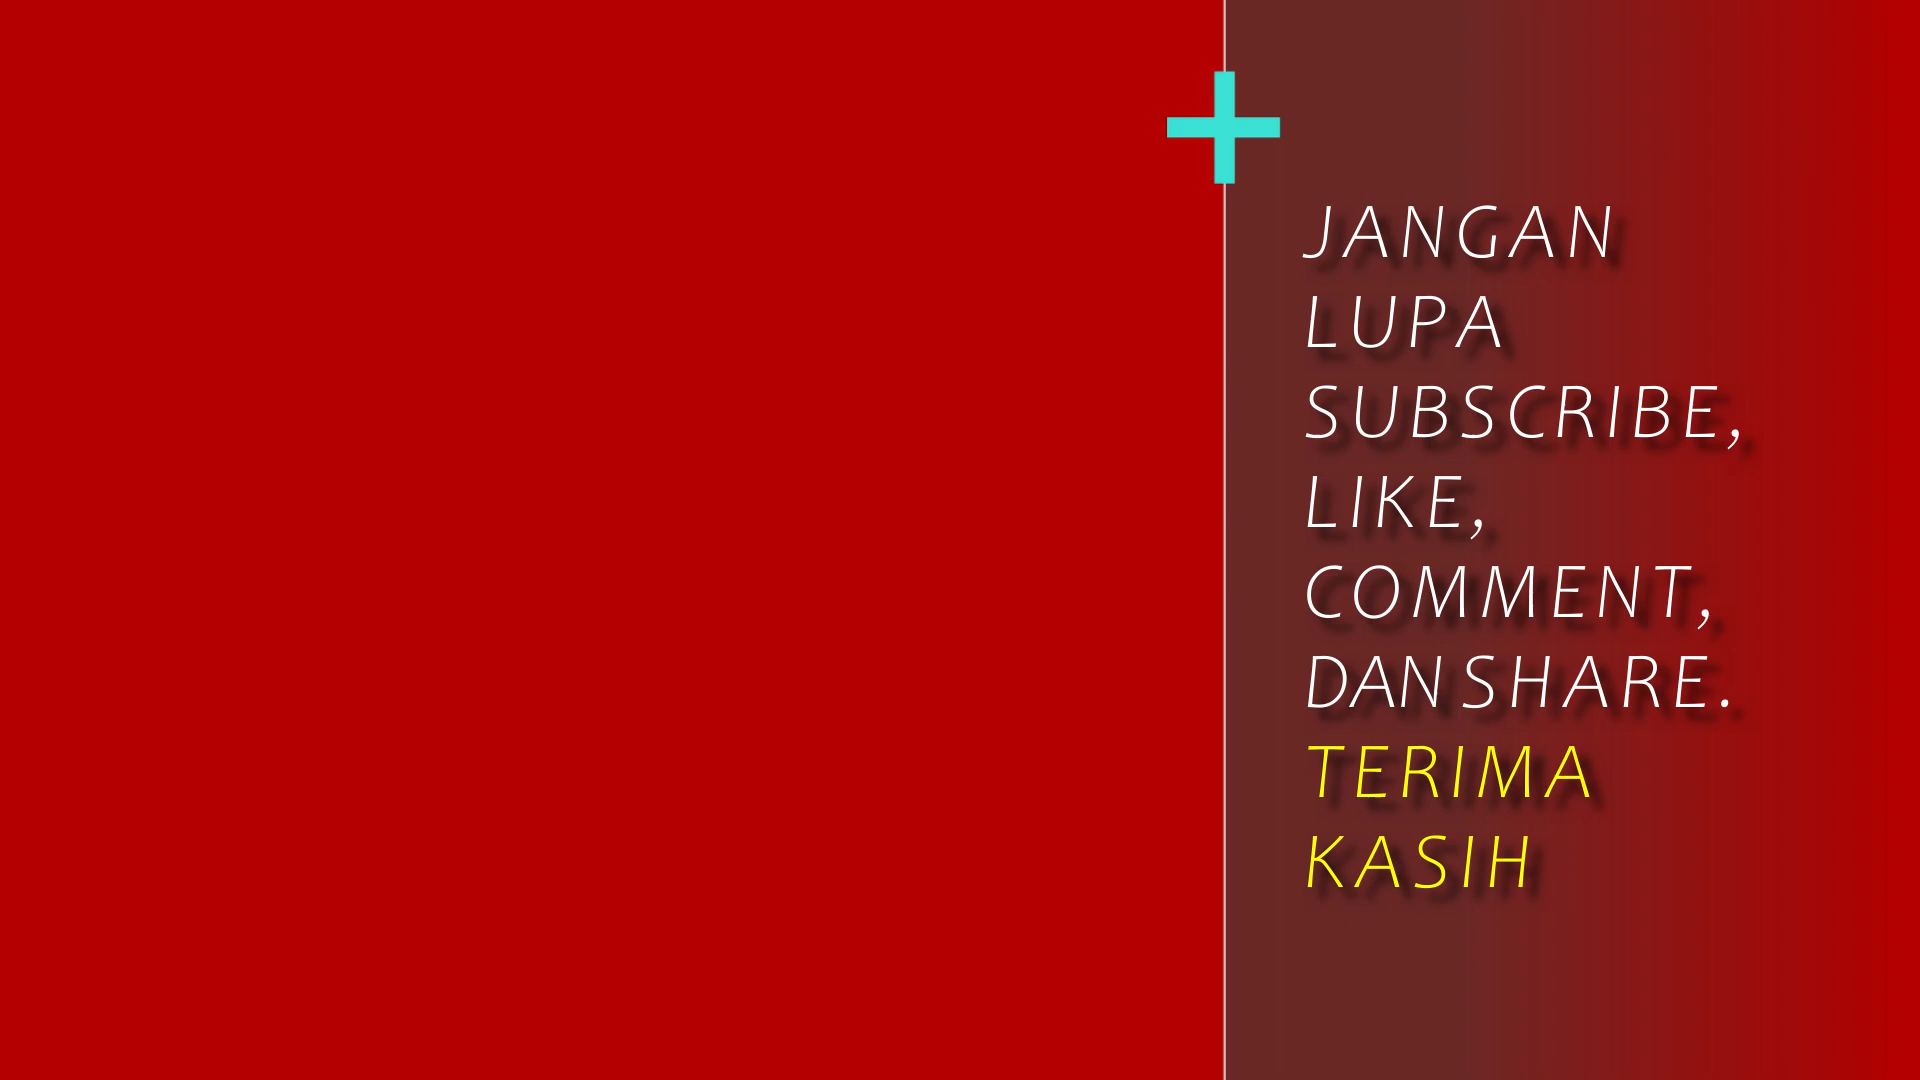 JANGAN
LUPA
SUBSCRIBE,
LIKE,
COMMENT,
DAN SHARE.
TERIMA
KASIH